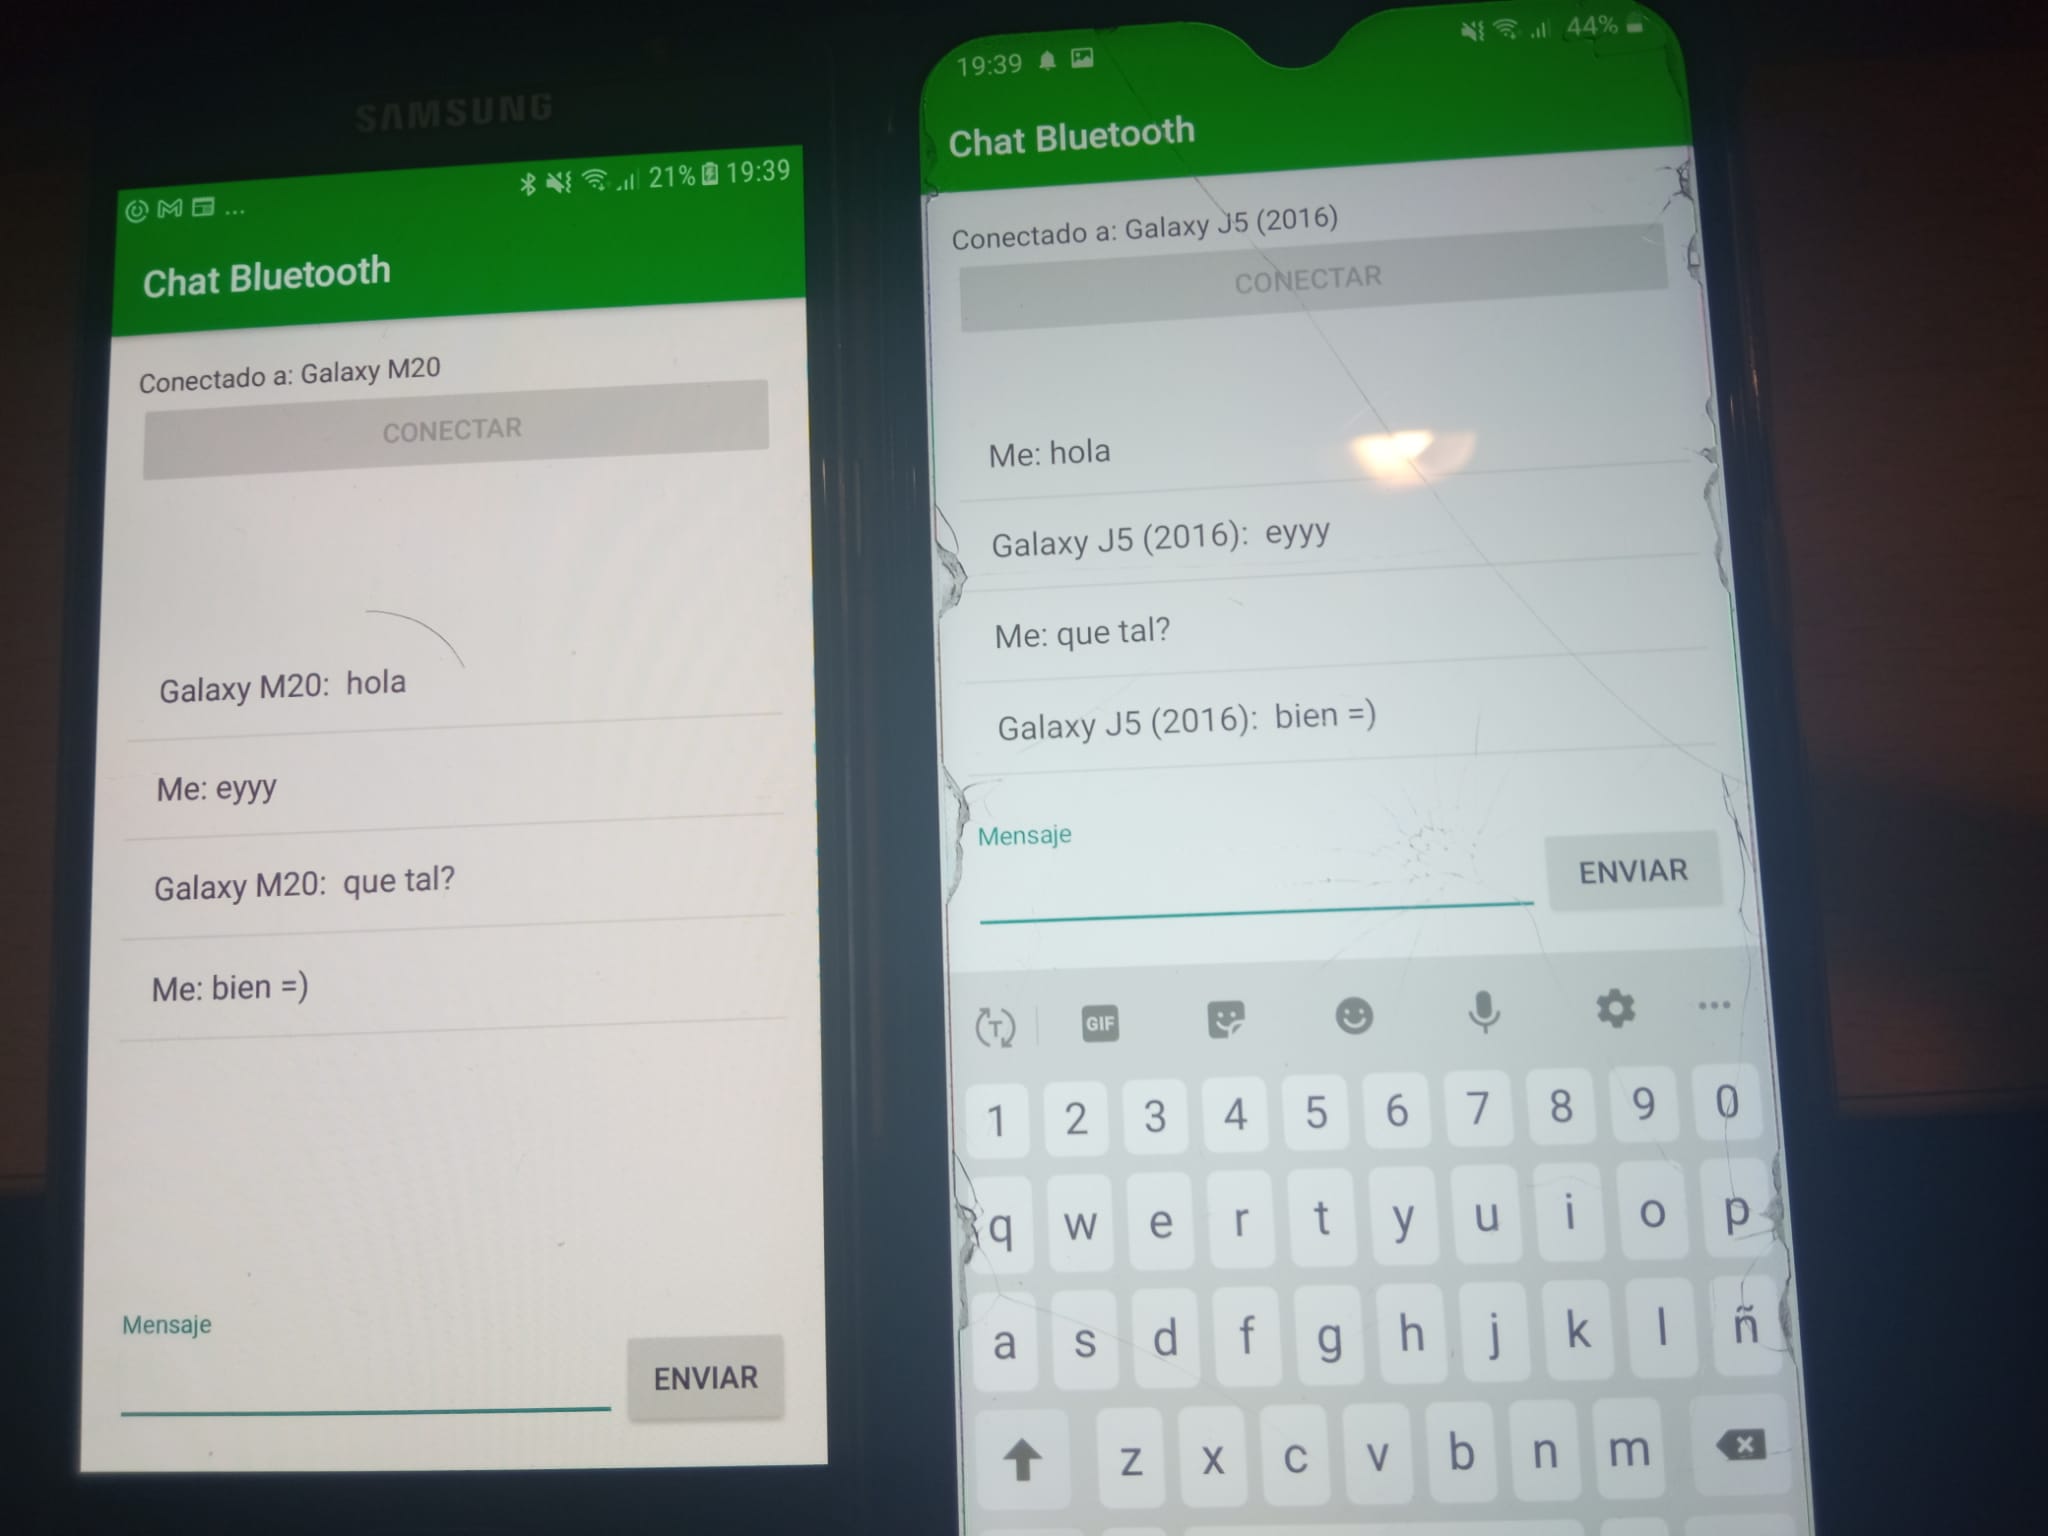 SAMSUNG
21% 19:39
Chat Bluetooth
Conectado a: Galaxy M20
CONECTAR
Galaxy M20: hola
Me: eyyy
Galaxy M20: que tal?
Me: bien =)
Mensaje
ENVIAR
19:39 44%
Chat Bluetooth
Conectado a: Galaxy J5 (2016)
CONECTAR
Me: hola
Galaxy J5 (2016): eyyy
Me: que tal?
Galaxy J5 (2016): bien =)
Mensaje
ENVIAR
T GIF
1 2 3 4 5 6 7 8 9 0
q w e r t y u i o p
a s d f g h j k l ñ
z x c v b n m